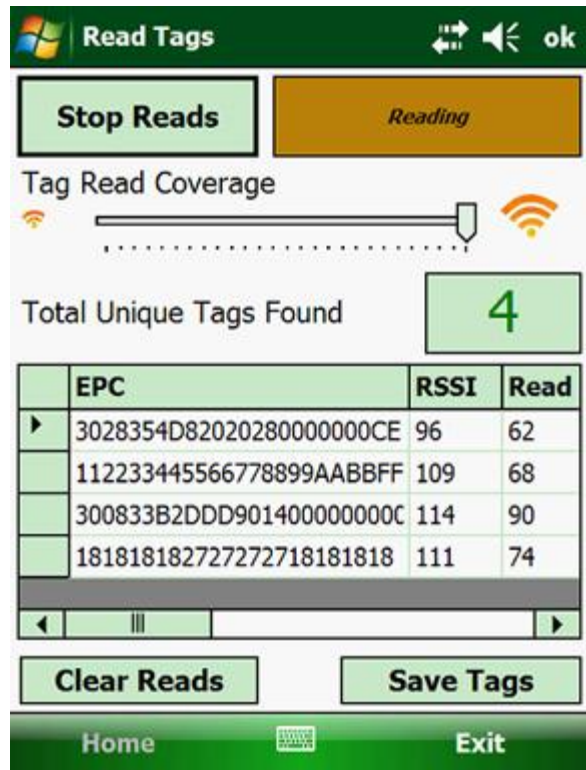 Read Tags ok
Stop Reads Reading
Tag Read Coverage
Total Unique Tags Found 4
EPC RSSI Read
3028354D82020280000000CE 96 62
112233445566778899AABBFF 109 68
300833B2DDD9014000000000 114 90
181818182727272718181818 111 74
Clear Reads Save Tags
Home Exit